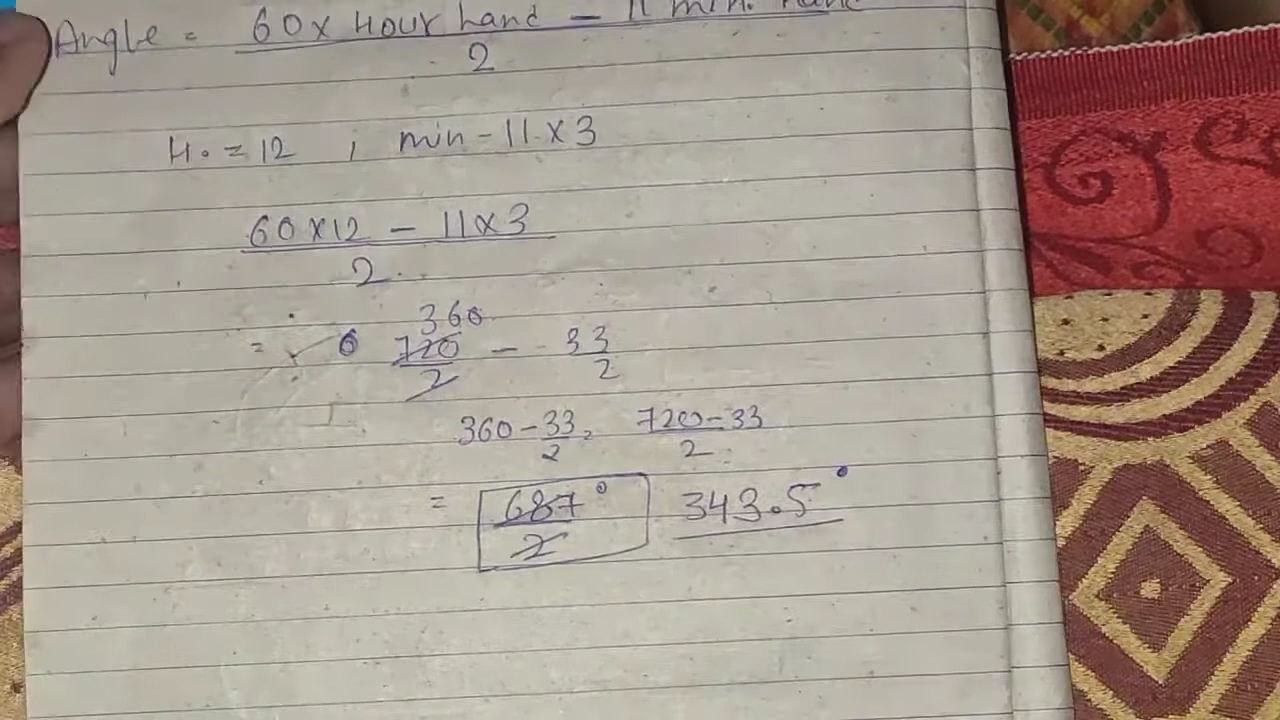 Angle = 60 x Hour hand - 11 min. hand
2
H. = 12 , min - 11 x 3
60 x 12 - 11 x 3
2
360
= 6 720 - 33
2 2
360 - 33 = 720 - 33
2 2
= 687° 343.5°
2